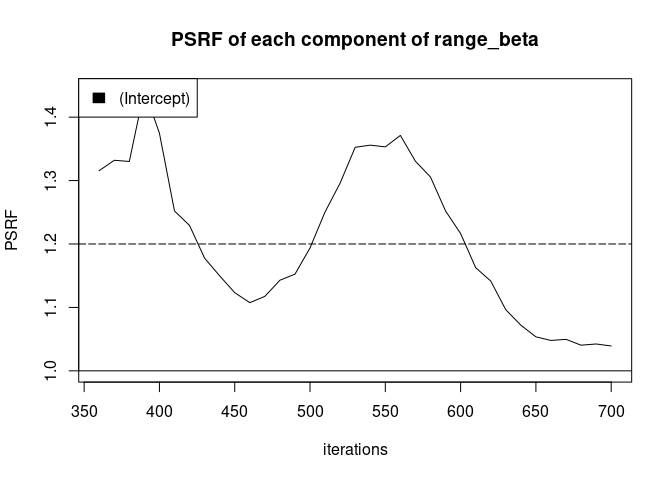 PSRF of each component of range_beta
(Intercept)
PSRF
1.4
1.3
1.2
1.1
1.0
350 400 450 500 550 600 650 700
iterations